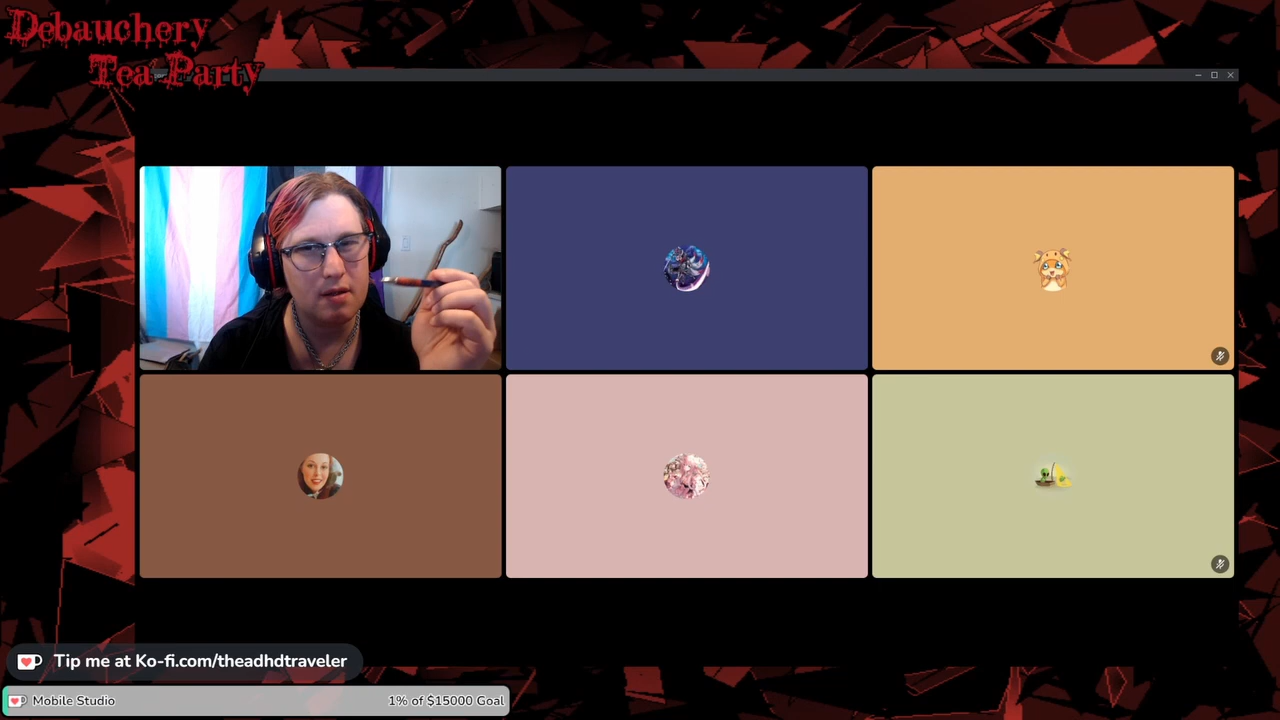 Debauchery
Tea Party
Tip me at Ko-fi.com/theadhdtraveler
Mobile Studio
1% of $15000 Goal